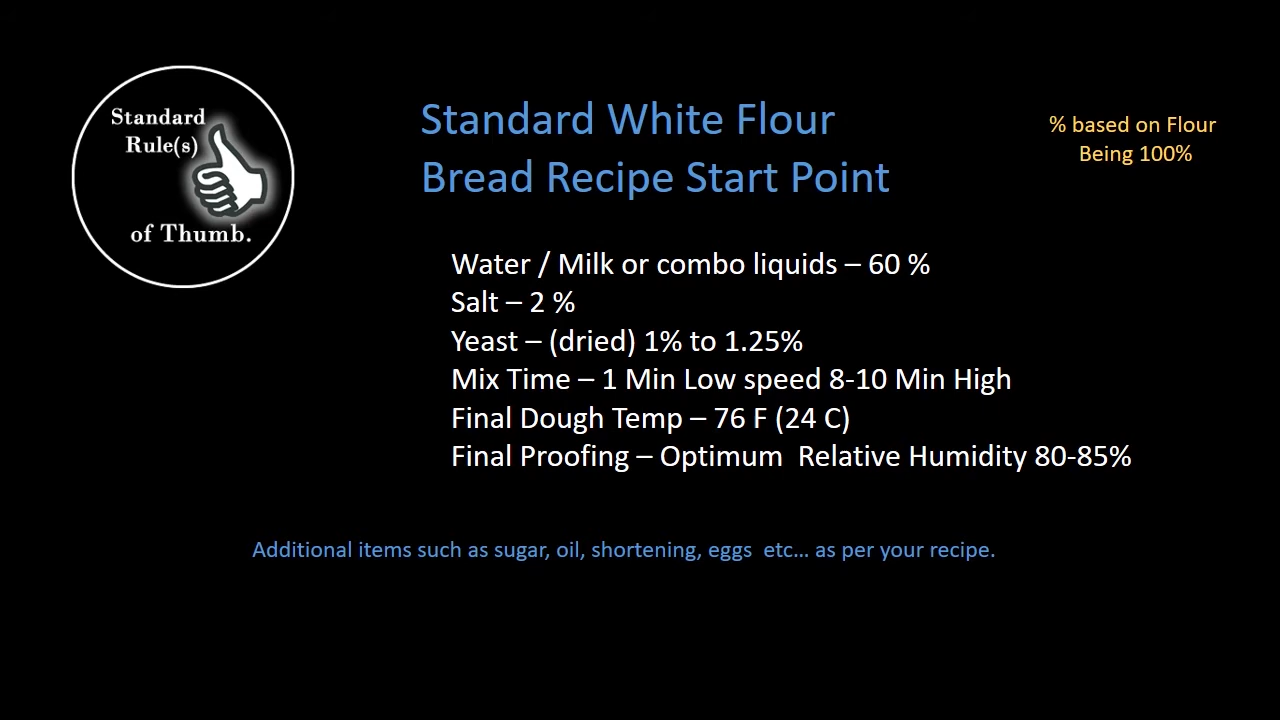 Standard
Rule(s)
of Thumb.
Standard White Flour
Bread Recipe Start Point
% based on Flour
Being 100%
Water / Milk or combo liquids – 60 %
Salt – 2 %
Yeast – (dried) 1% to 1.25%
Mix Time – 1 Min Low speed 8-10 Min High
Final Dough Temp – 76 F (24 C)
Final Proofing – Optimum  Relative Humidity 80-85%
Additional items such as sugar, oil, shortening, eggs  etc... as per your recipe.